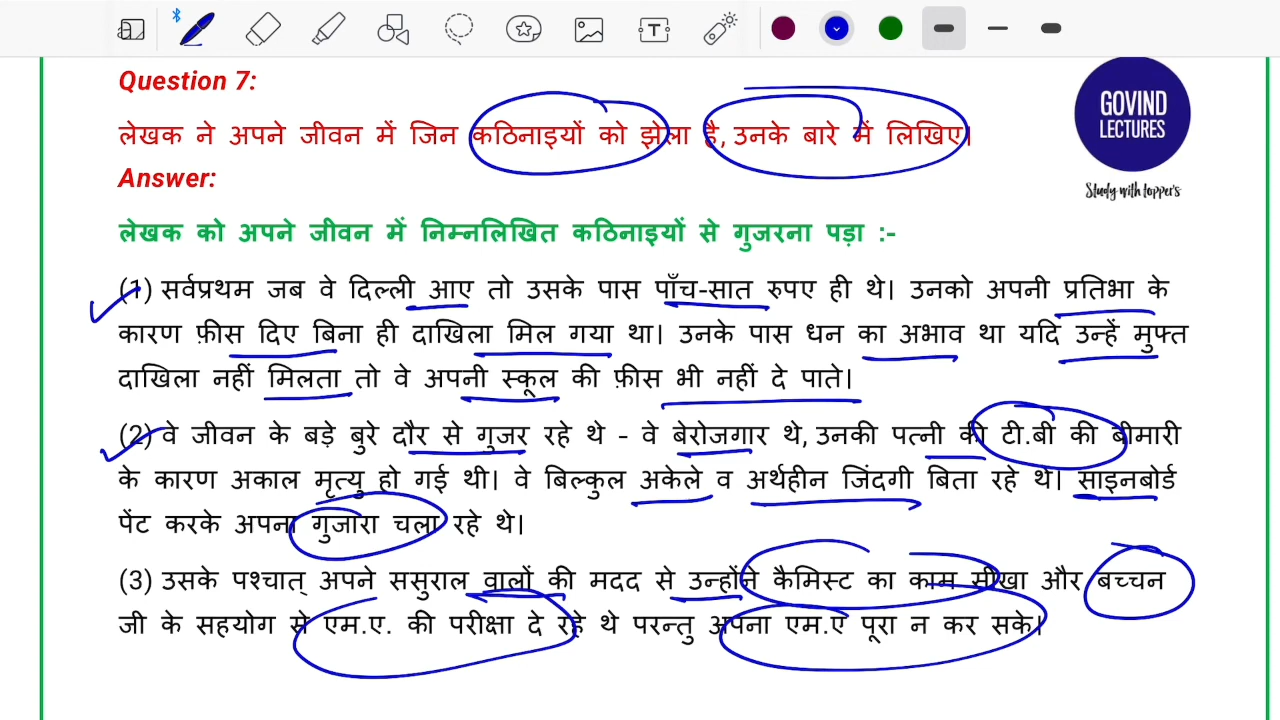 Question 7:
लेखक ने अपने जीवन में जिन कठिनाइयों को झेला है, उनके बारे में लिखिए।
GOVIND
LECTURES
Study with topper's
Answer:
लेखक को अपने जीवन में निम्नलिखित कठिनाइयों से गुजरना पड़ा :-
(1) सर्वप्रथम जब वे दिल्ली आए तो उसके पास पाँच-सात रुपए ही थे। उनको अपनी प्रतिभा के
कारण फ़ीस दिए बिना ही दाखिला मिल गया था। उनके पास धन का अभाव था यदि उन्हें मुफ्त
दाखिला नहीं मिलता तो वे अपनी स्कूल की फ़ीस भी नहीं दे पाते।
(2) वे जीवन के बड़े बुरे दौर से गुजर रहे थे - वे बेरोजगार थे, उनकी पत्नी की टी.बी की बीमारी
के कारण अकाल मृत्यु हो गई थी। वे बिल्कुल अकेले व अर्थहीन जिंदगी बिता रहे थे। साइनबोर्ड
पेंट करके अपना गुजारा चला रहे थे।
(3) उसके पश्चात् अपने ससुराल वालों की मदद से उन्होंने कैमिस्ट का काम सीखा और बच्चन
जी के सहयोग से एम.ए. की परीक्षा दे रहे थे परन्तु अपना एम.ए पूरा न कर सके।